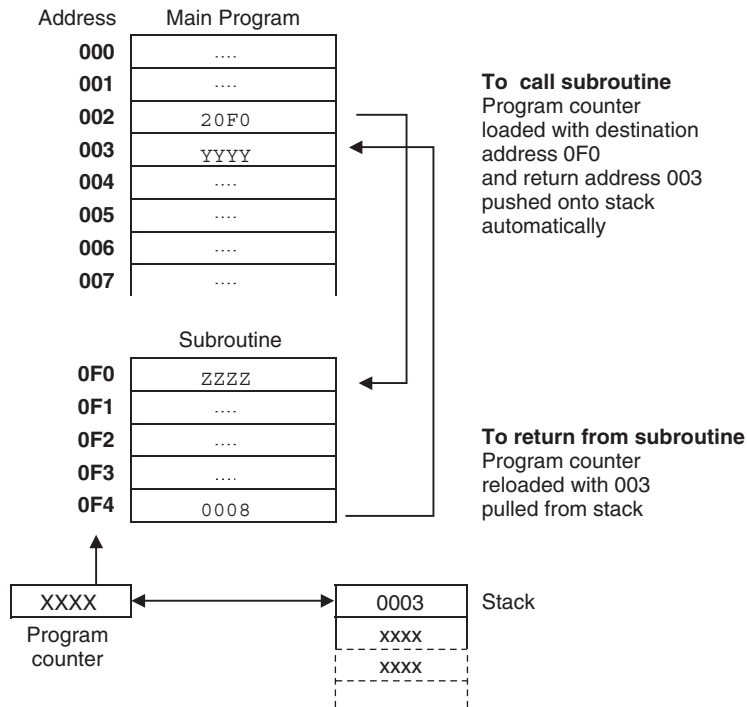 Address Main Program
000 ....
001 ....
002 20F0
003 YYYY
004 ....
005 ....
006 ....
007 ....
To call subroutine
Program counter
loaded with destination
address 0F0
and return address 003
pushed onto stack
automatically
Subroutine
0F0 ZZZZ
0F1 ....
0F2 ....
0F3 ....
0F4 0008
To return from subroutine
Program counter
reloaded with 003
pulled from stack
XXXX
Program
counter
0003 Stack
xxxx
xxxx